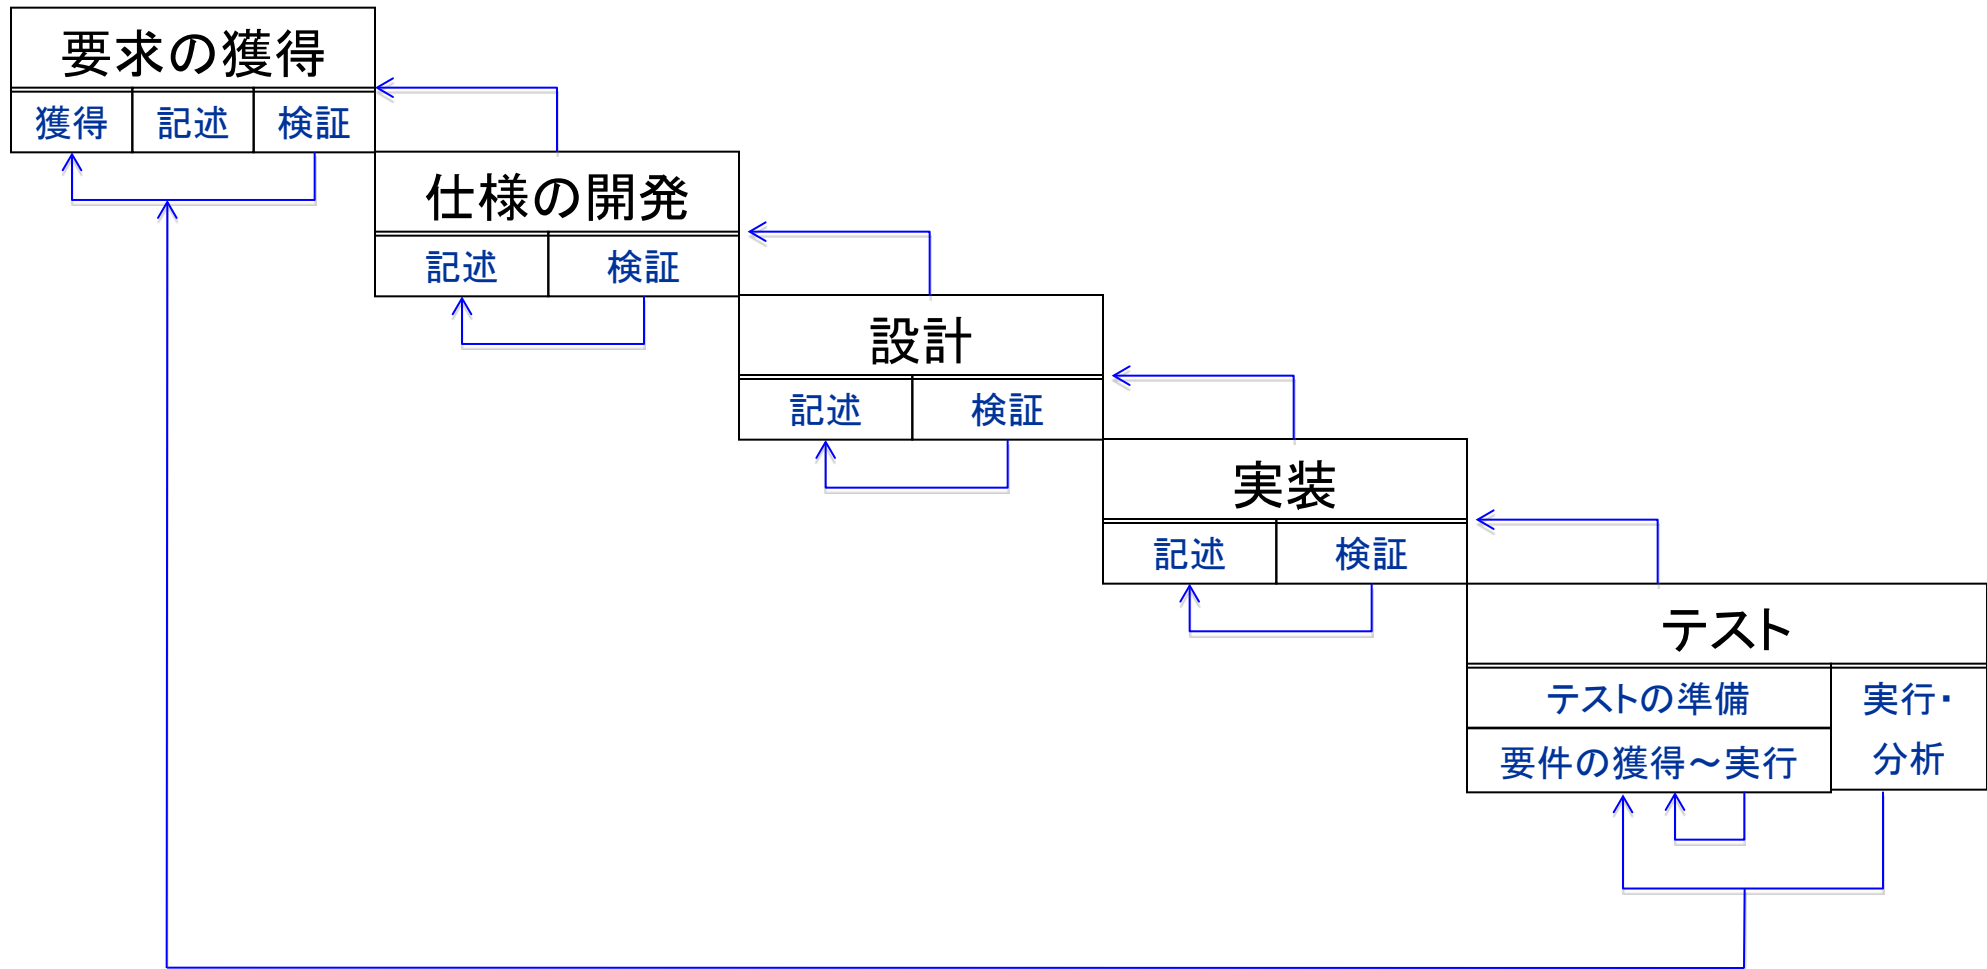 要求の獲得
獲得 記述 検証
仕様の開発
記述 検証
設計
記述 検証
実装
記述 検証
テスト
テストの準備
要件の獲得～実行
実行・
分析